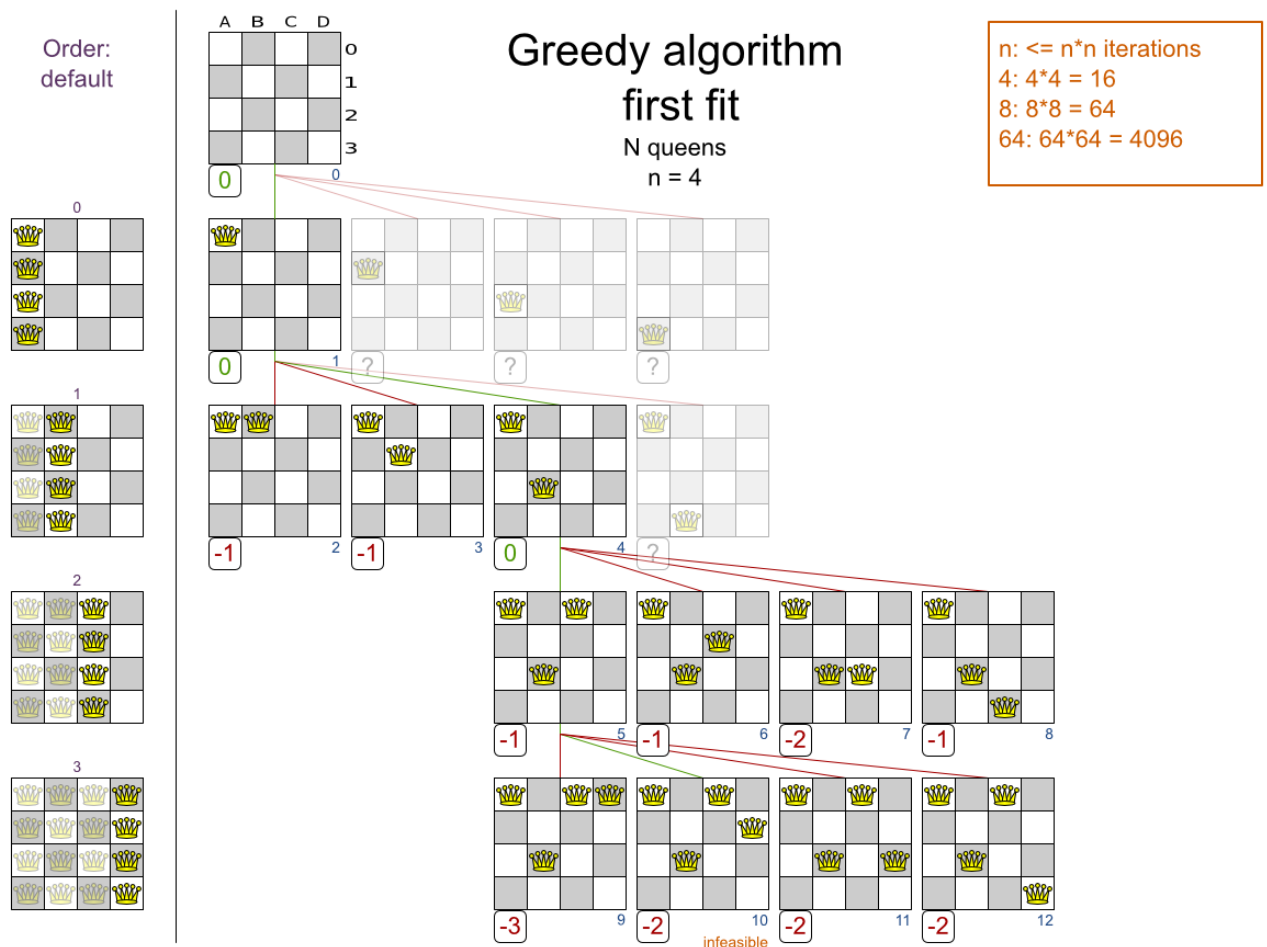 A B C D
Order:
default
0
1
2
3
Greedy algorithm
first fit
N queens
n = 4
n: <= n*n iterations
4: 4*4 = 16
8: 8*8 = 64
64: 64*64 = 4096
0 0
0
0 1 ? ? ?
1
-1 2 -1 3 0 4 ?
2
-1 5 -1 6 -2 7 -1 8
3
-3 9 -2 10 -2 11 -2 12
infeasible